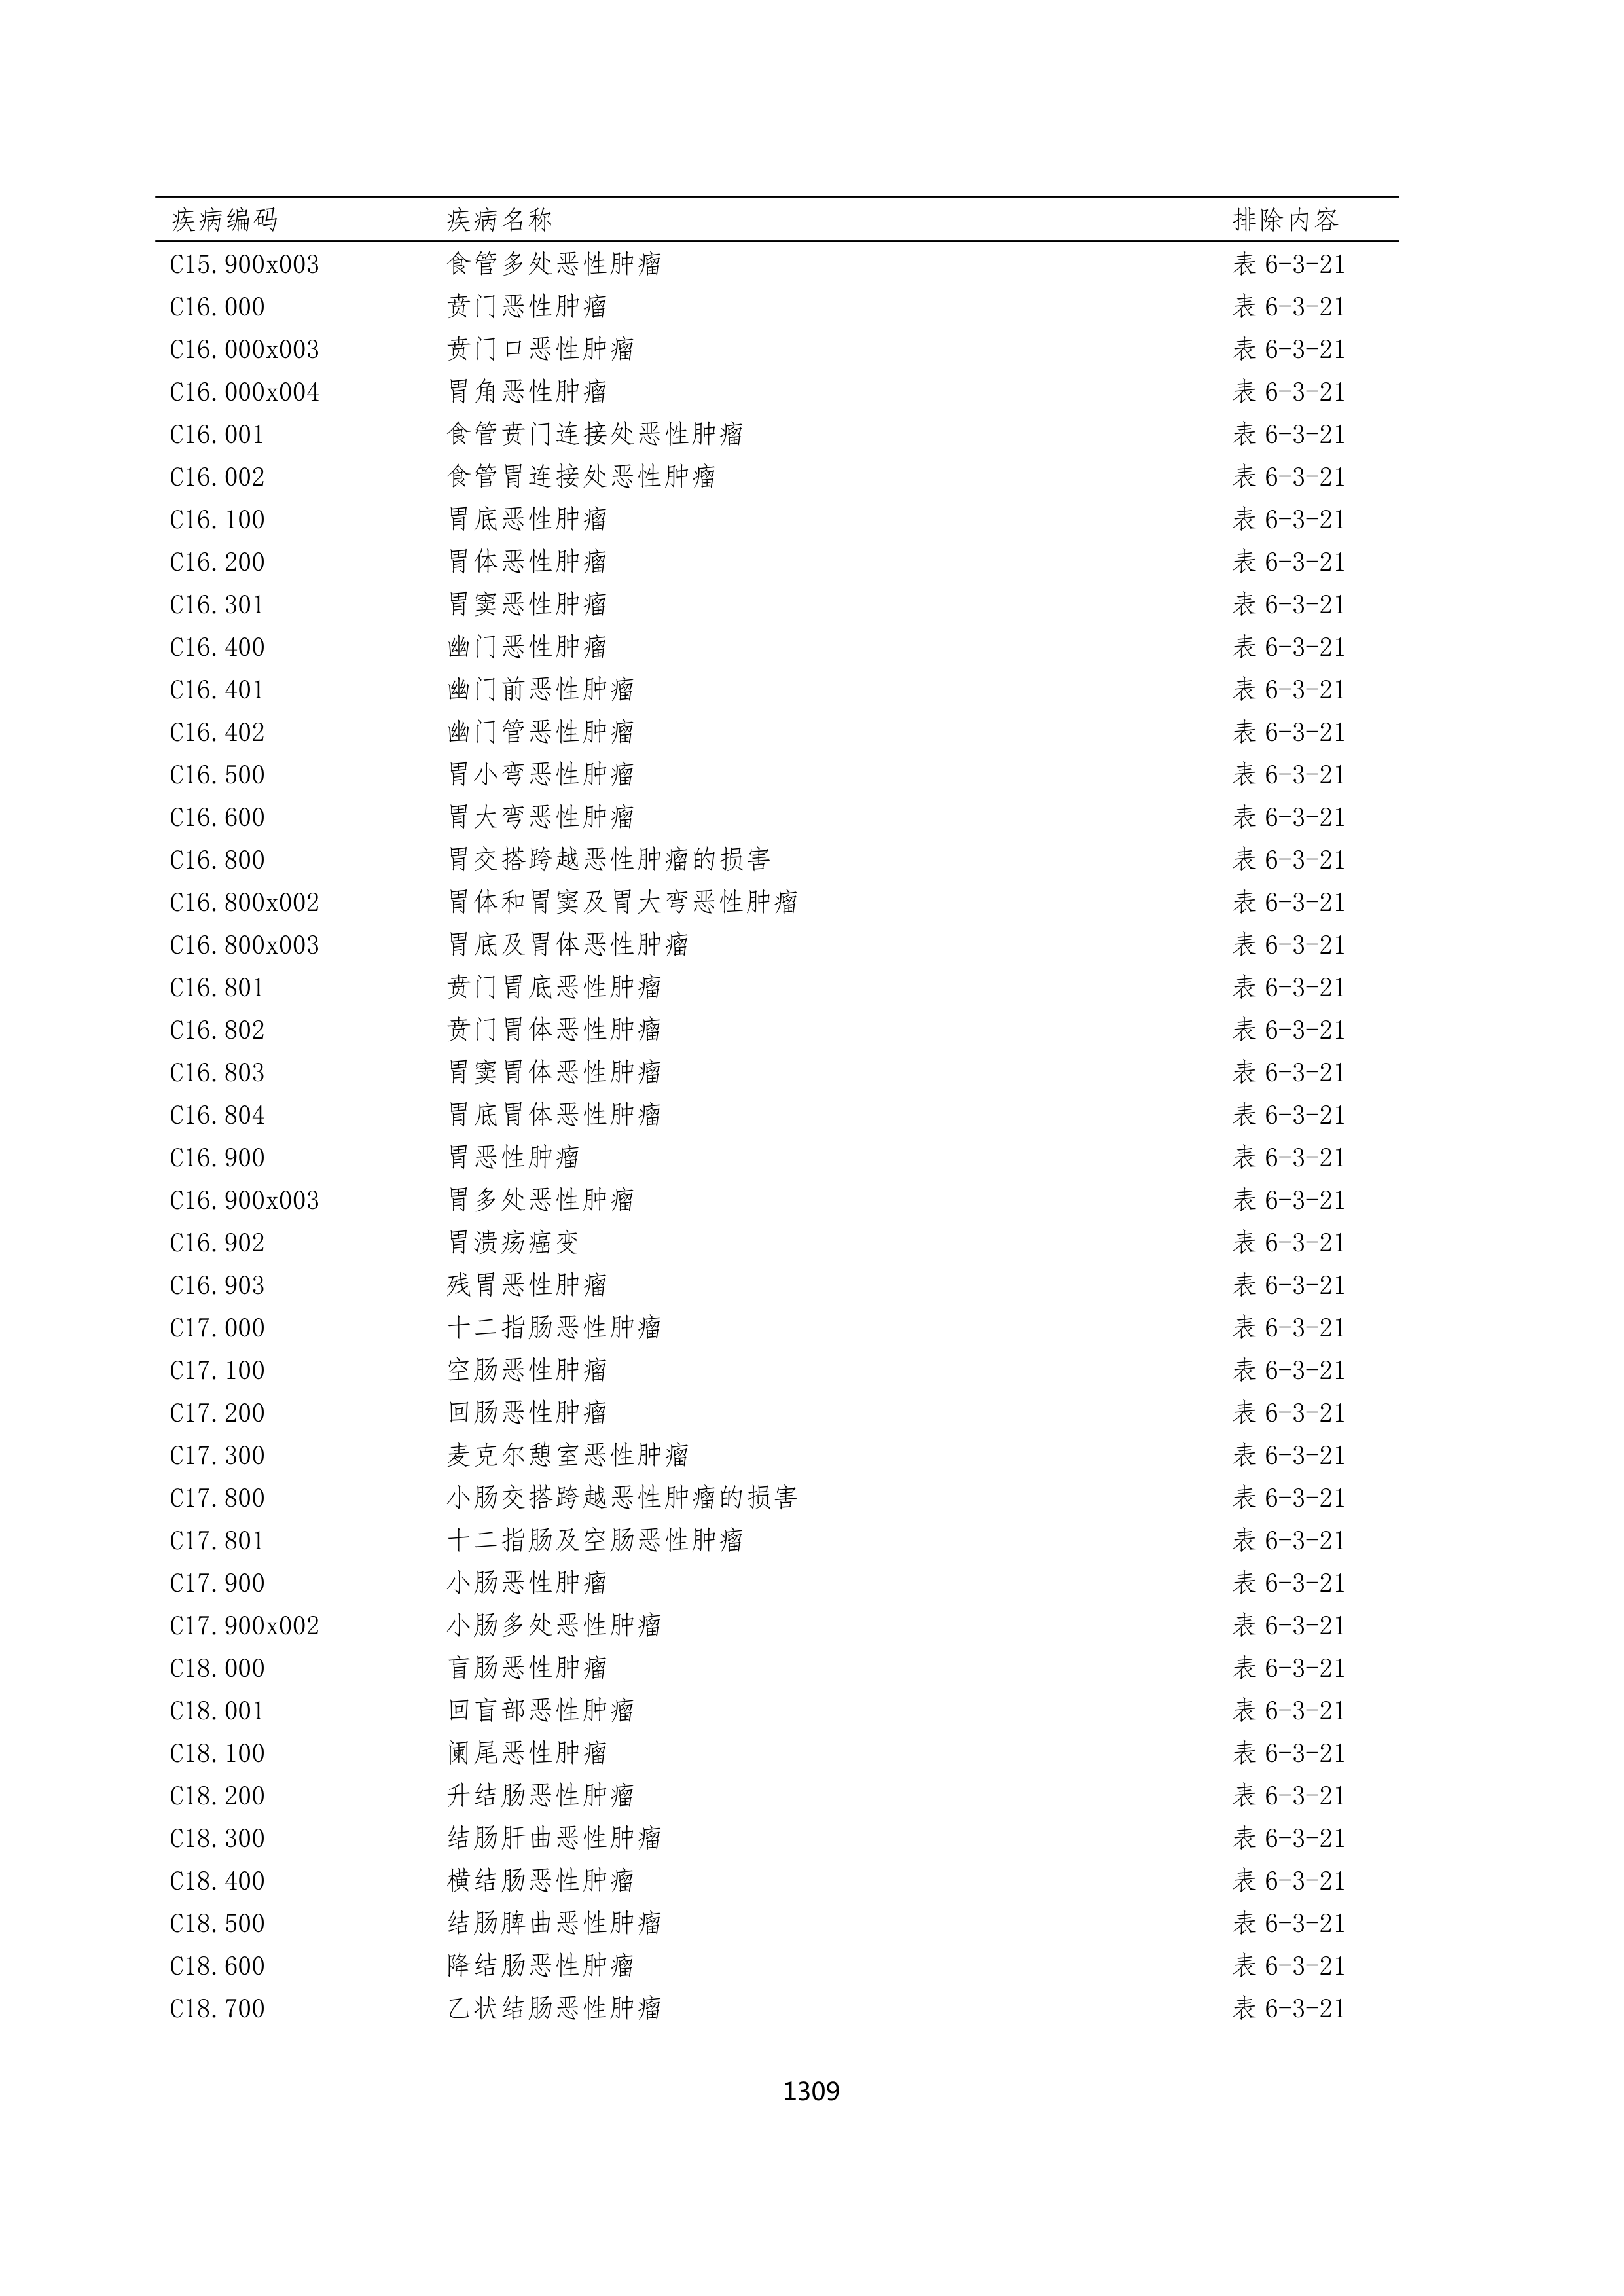 疾病编码 疾病名称 排除内容
C15.900x003 食管多处恶性肿瘤 表 6-3-21
C16.000 贲门恶性肿瘤 表 6-3-21
C16.000x003 贲门口恶性肿瘤 表 6-3-21
C16.000x004 胃角恶性肿瘤 表 6-3-21
C16.001 食管贲门连接处恶性肿瘤 表 6-3-21
C16.002 食管胃连接处恶性肿瘤 表 6-3-21
C16.100 胃底恶性肿瘤 表 6-3-21
C16.200 胃体恶性肿瘤 表 6-3-21
C16.301 胃窦恶性肿瘤 表 6-3-21
C16.400 幽门恶性肿瘤 表 6-3-21
C16.401 幽门前恶性肿瘤 表 6-3-21
C16.402 幽门管恶性肿瘤 表 6-3-21
C16.500 胃小弯恶性肿瘤 表 6-3-21
C16.600 胃大弯恶性肿瘤 表 6-3-21
C16.800 胃交搭跨越恶性肿瘤的损害 表 6-3-21
C16.800x002 胃体和胃窦及胃大弯恶性肿瘤 表 6-3-21
C16.800x003 胃底及胃体恶性肿瘤 表 6-3-21
C16.801 贲门胃底恶性肿瘤 表 6-3-21
C16.802 贲门胃体恶性肿瘤 表 6-3-21
C16.803 胃窦胃体恶性肿瘤 表 6-3-21
C16.804 胃底胃体恶性肿瘤 表 6-3-21
C16.900 胃恶性肿瘤 表 6-3-21
C16.900x003 胃多处恶性肿瘤 表 6-3-21
C16.902 胃溃疡癌变 表 6-3-21
C16.903 残胃恶性肿瘤 表 6-3-21
C17.000 十二指肠恶性肿瘤 表 6-3-21
C17.100 空肠恶性肿瘤 表 6-3-21
C17.200 回肠恶性肿瘤 表 6-3-21
C17.300 麦克尔憩室恶性肿瘤 表 6-3-21
C17.800 小肠交搭跨越恶性肿瘤的损害 表 6-3-21
C17.801 十二指肠及空肠恶性肿瘤 表 6-3-21
C17.900 小肠恶性肿瘤 表 6-3-21
C17.900x002 小肠多处恶性肿瘤 表 6-3-21
C18.000 盲肠恶性肿瘤 表 6-3-21
C18.001 回盲部恶性肿瘤 表 6-3-21
C18.100 阑尾恶性肿瘤 表 6-3-21
C18.200 升结肠恶性肿瘤 表 6-3-21
C18.300 结肠肝曲恶性肿瘤 表 6-3-21
C18.400 横结肠恶性肿瘤 表 6-3-21
C18.500 结肠脾曲恶性肿瘤 表 6-3-21
C18.600 降结肠恶性肿瘤 表 6-3-21
C18.700 乙状结肠恶性肿瘤 表 6-3-21
1309